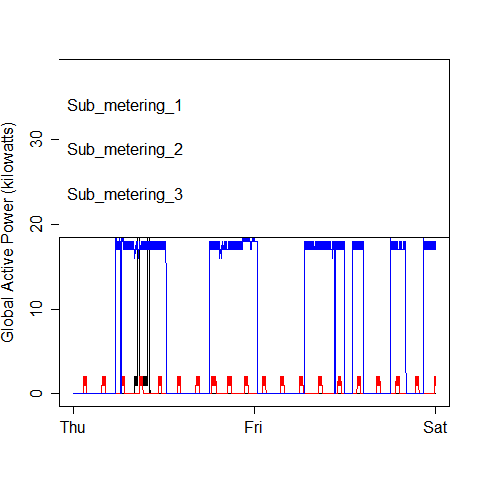 Sub_metering_1
Sub_metering_2
Sub_metering_3
Global Active Power (kilowatts)
30
20
10
0
Thu Fri Sat